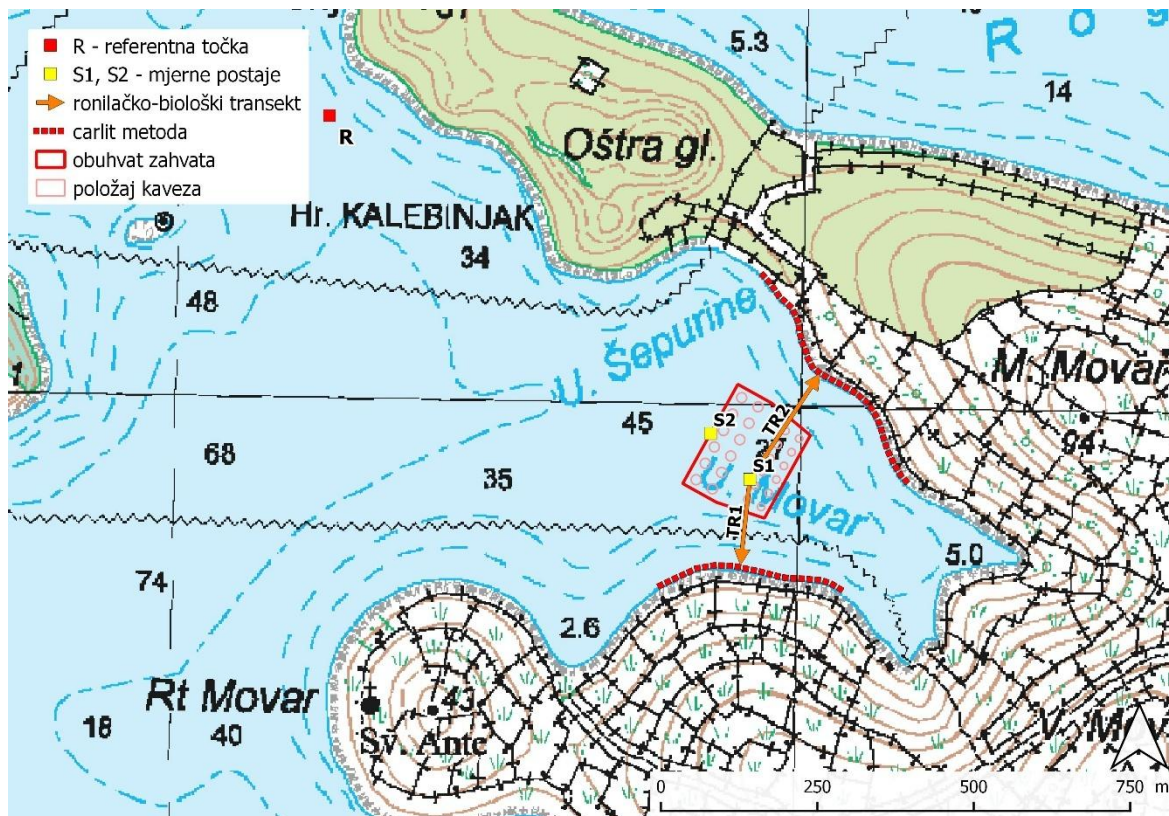 5.3
R o
14
R - referentna točka
S1, S2 - mjerne postaje
ronilačko-biološki transekt
carlit metoda
obuhvat zahvata
položaj kaveza
R
Oštra gl.
Hr. KALEBINJAK
34
48
U. Šepurine
M. Movar
94
45
S2
TR2
S1
68
35
U. Movar
TR1
5.0
74
2.6
Rt Movar
43
18
40
Sv. Ante
V. Mov
0
250
500
750 m